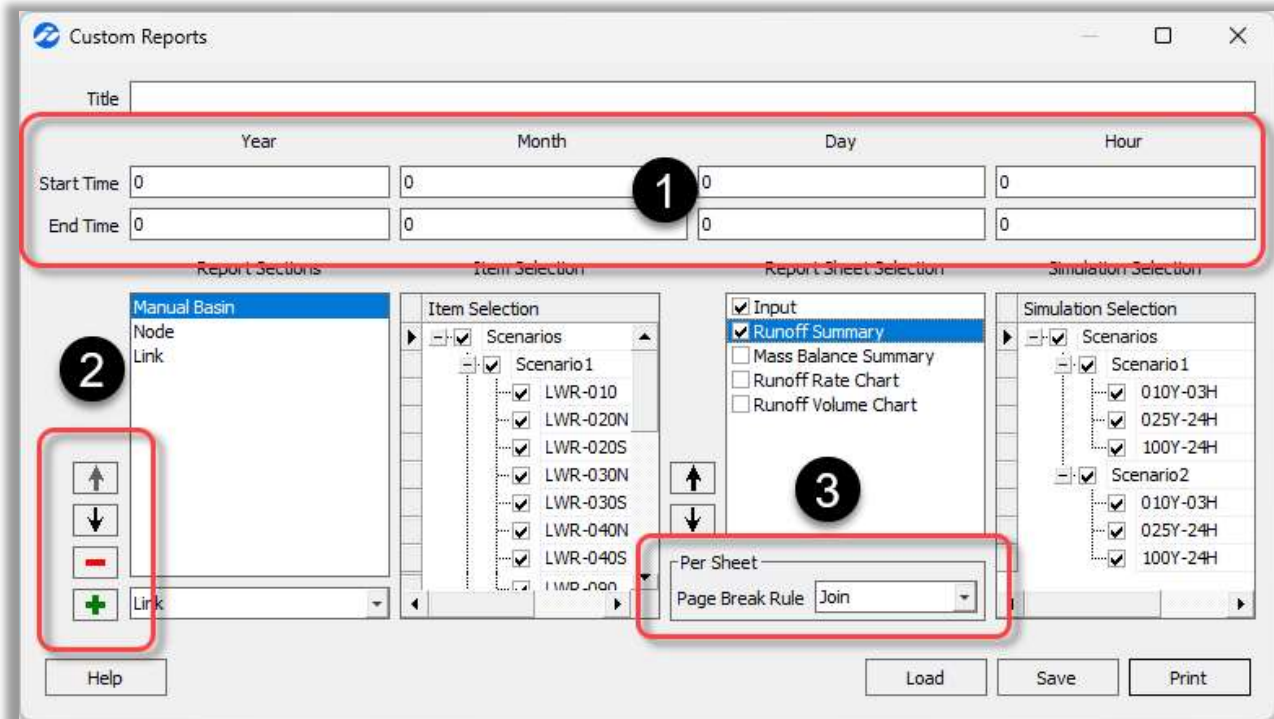 Custom Reports
Title
Year Month Day Hour
1
Start Time 0 0 0 0
End Time 0 0 0 0
Report Sections Item Selection Report Sheet Selection Simulation Selection
Manual Basin
Node
Link
2
Item Selection
Scenarios
Scenario1
LWR-010
LWR-020N
LWR-020S
LWR-030N
LWR-030S
LWR-040N
LWR-040S
LWR-090
Input
Runoff Summary
Mass Balance Summary
Runoff Rate Chart
Runoff Volume Chart
3
Simulation Selection
Scenarios
Scenario1
010Y-03H
025Y-24H
100Y-24H
Scenario2
010Y-03H
025Y-24H
100Y-24H
Link
Per Sheet
Page Break Rule Join
Help Load Save Print